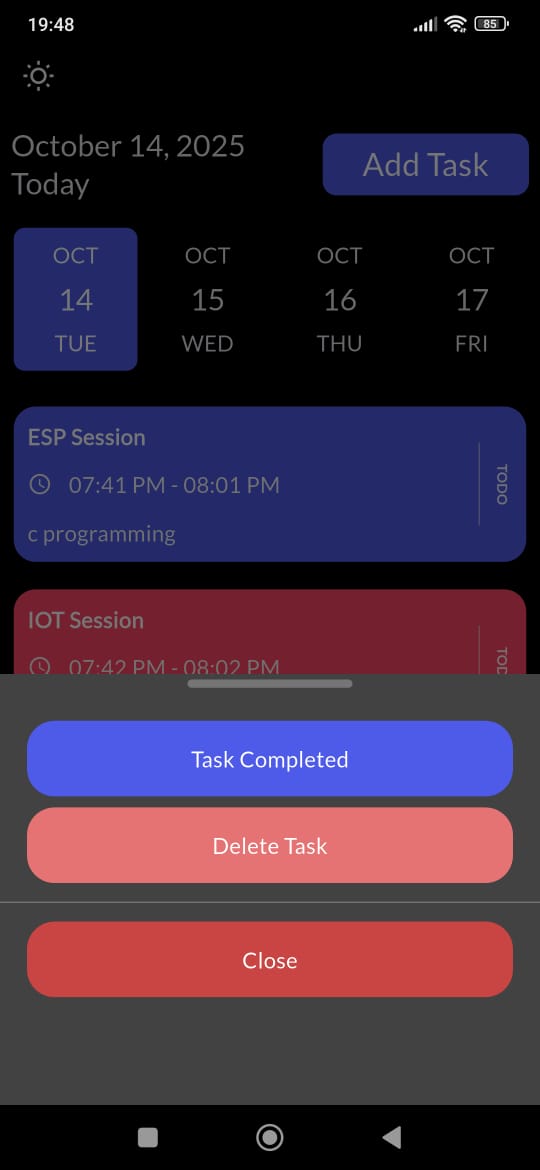 19:48
85
October 14, 2025
Today
Add Task
OCT
14
TUE
OCT
15
WED
OCT
16
THU
OCT
17
FRI
ESP Session
07:41 PM - 08:01 PM
c programming
TODO
IOT Session
07:42 PM - 08:02 PM
Task Completed
Delete Task
Close